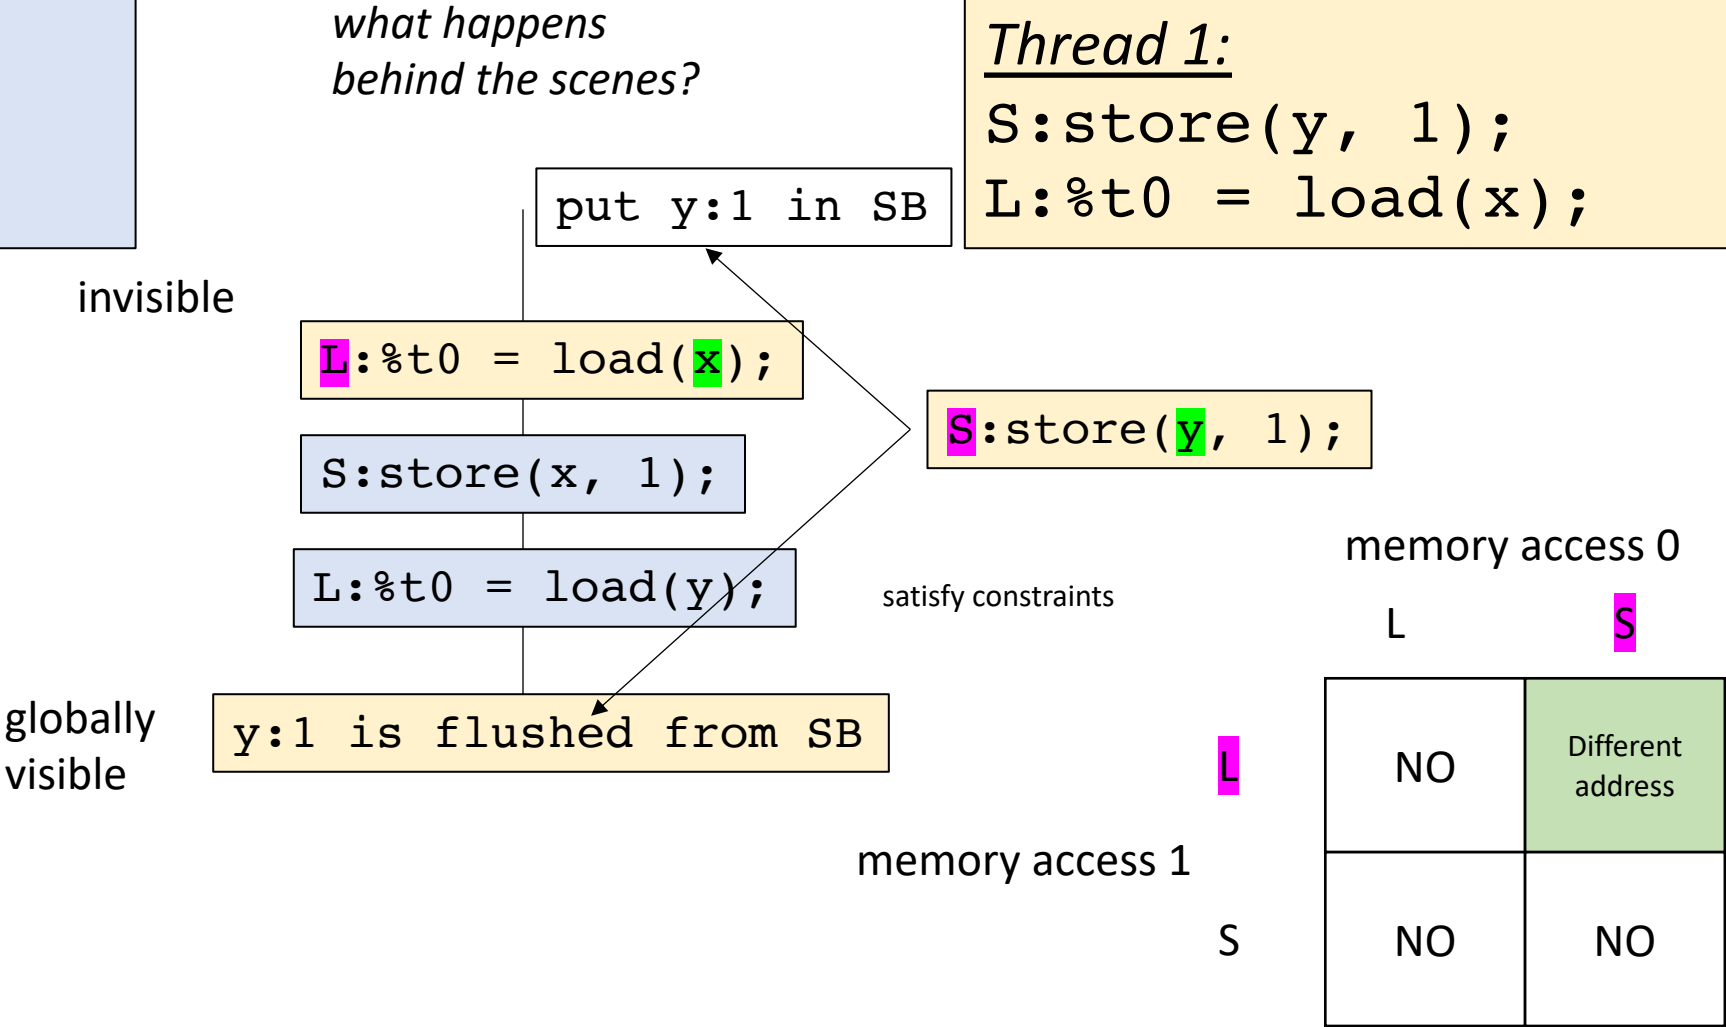 what happens
behind the scenes?
Thread 1:
S:store(y, 1);
L:%t0 = load(x);
put y:1 in SB
invisible
L:%t0 = load(x);
S:store(y, 1);
S:store(x, 1);
L:%t0 = load(y);
satisfy constraints
memory access 0
L S
globally
visible
y:1 is flushed from SB
L NO Different
address
memory access 1
S NO NO